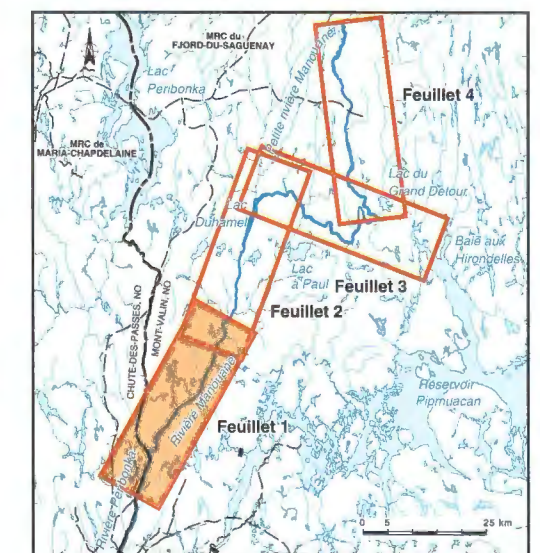 MRC du
FJORD-DU-SAGUENAY
Lac
Peribonka
MRC de
MARIA-CHAPDELAINE
Petite rivière Manouane
Feuillet 4
Lac du
Grand Détour
Lac
Duhamel
Baie aux
Hirondelles
Lac
à Paul
Feuillet 3
Feuillet 2
CHUTE-DES-PASSES, NO
MONT-VALIN, NO
Réservoir
Pipmuacan
Rivière Manouane
Feuillet 1
Rivière Péribonka
0 5 25 km